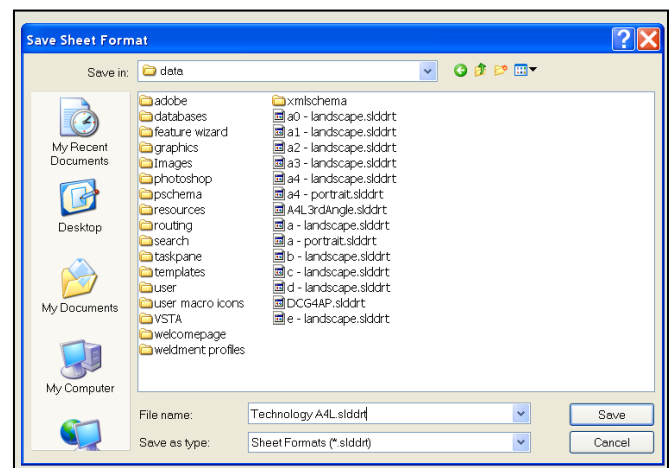 Save Sheet Format
Save in: data
My Recent
Documents
Desktop
My Documents
My Computer
adobe
databases
feature wizard
graphics
Images
photoshop
pschema
resources
routing
search
taskpane
templates
user
user macro icons
VSTA
welcomepage
weldment profiles
xmlschema
a0 - landscape.slddrt
a1 - landscape.slddrt
a2 - landscape.slddrt
a3 - landscape.slddrt
a4 - landscape.slddrt
a4 - portrait.slddrt
A4L3rdAngle.slddrt
a - landscape.slddrt
a - portrait.slddrt
b - landscape.slddrt
c - landscape.slddrt
d - landscape.slddrt
DCG4AP.slddrt
e - landscape.slddrt
File name: Technology A4L.slddrt Save
Save as type: Sheet Formats (*.slddrt) Cancel